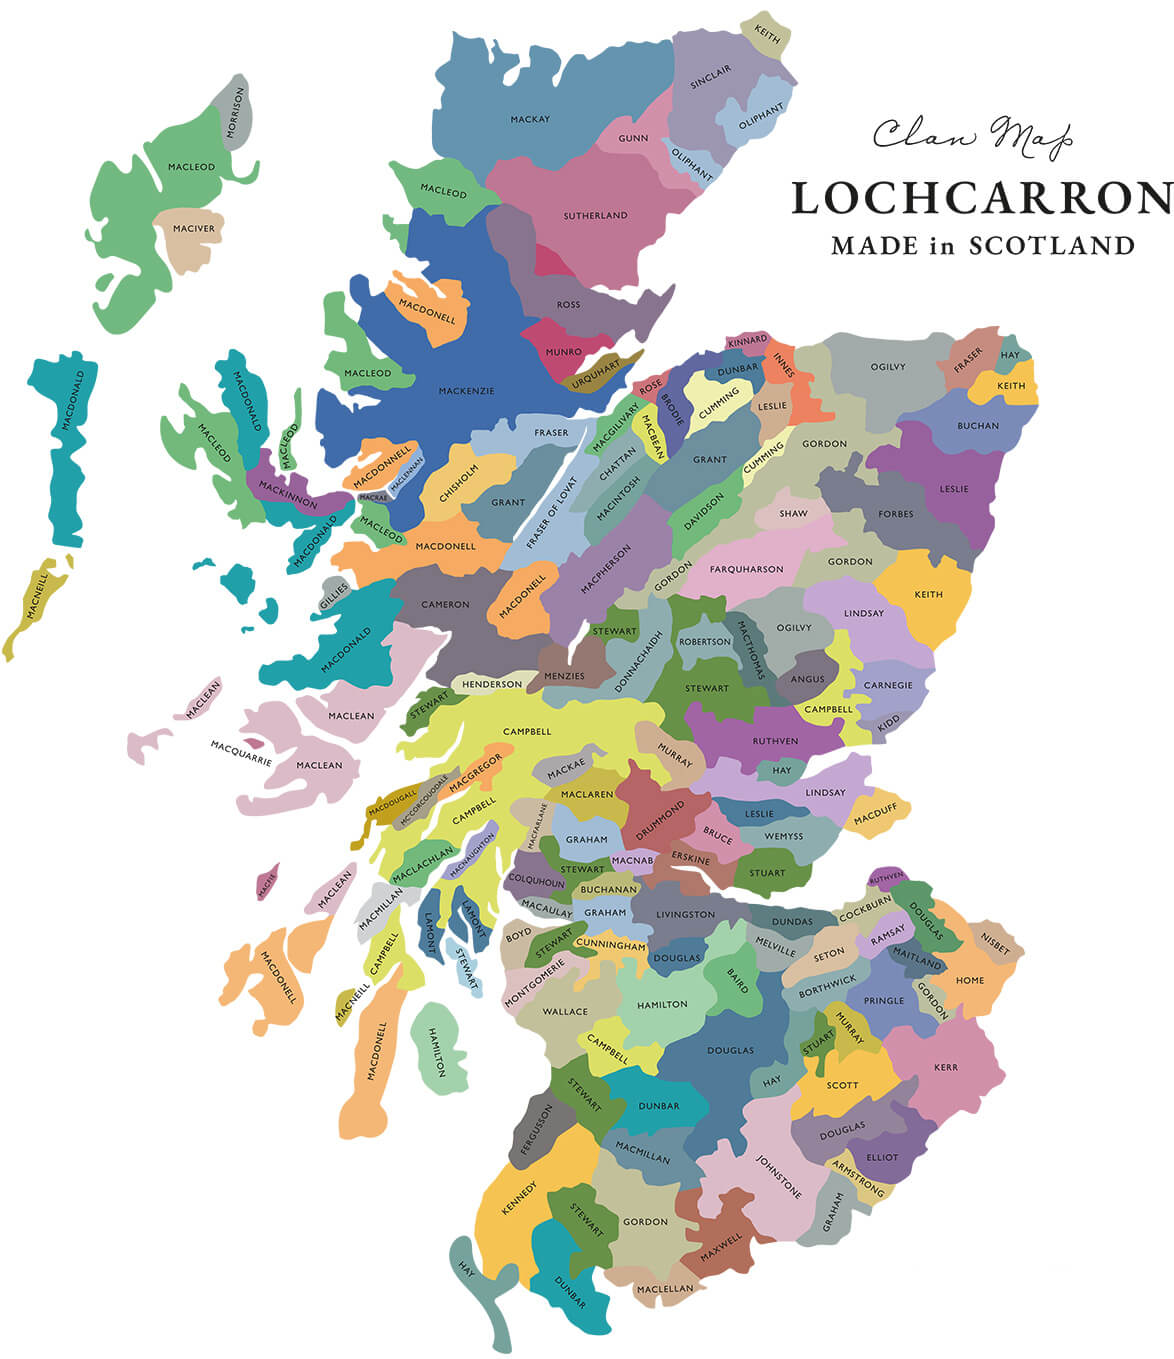 Clan Map
LOCHCARRON
MADE in SCOTLAND
KEITH
SINCLAIR
OLIPHANT
MACKAY
GUNN
OLIPHANT
MORRISON
MACLEOD
MACIVER
MACLEOD
SUTHERLAND
MACDONELL
ROSS
MUNRO
URQUHART
MACLEOD
MACKENZIE
KINNARD
ROSE
BRODIE
DUNBAR
INNES
CUMMING
LESLIE
OGILVY
FRASER
HAY
KEITH
BUCHAN
MACDONALD
MACDONALD
MACLEOD
MACLEOD
MACKINNON
MACDONALD
MACDONNELL
MACLENNAN
MACRAE
MACLEOD
CHISHOLM
FRASER
GRANT
FRASER OF LOVAT
MACGILIVARY
MACBEAN
CHATTAN
MACINTOSH
GRANT
CUMMING
GORDON
DAVIDSON
LESLIE
FORBES
SHAW
MACDONELL
MACPHERSON
FARQUHARSON
GORDON
GORDON
KEITH
MACNEILL
GILLIES
CAMERON
MACDONELL
MACDONALD
STEWART
DONNACHAIDH
ROBERTSON
MACTHOMAS
OGILVY
LINDSAY
MENZIES
HENDERSON
STEWART
STEWART
ANGUS
CARNEGIE
CAMPBELL
KIDD
MACLEAN
MACLEAN
MACQUARRIE
MACLEAN
CAMPBELL
MURRAY
RUTHVEN
HAY
LINDSAY
MACKAE
MACGREGOR
MACLAREN
MACDOUGALL
MC'CORCOUODALE
CAMPBELL
MACFARLANE
DRUMMOND
LESLIE
MACDUFF
BRUCE
WEMYSS
GRAHAM
MACNAUGHTON
MACLACHLAN
MACNAB
ERSKINE
STUART
STEWART
COLQUHOUN
BUCHANAN
MACFIE
MACLEAN
MACMILLAN
LAMONT
LAMONT
MACAULAY
GRAHAM
LIVINGSTON
DUNDAS
COCKBURN
RUTHVEN
DOUGLAS
BOYD
STEWART
CUNNINGHAM
DOUGLAS
MELVILLE
SETON
RAMSAY
MAITLAND
NISBET
HOME
CAMPBELL
STEWART
MACDONELL
MACNEILL
MONTGOMERIE
WALLACE
HAMILTON
BAIRD
BORTHWICK
PRINGLE
GORDON
MACDONELL
HAMILTON
CAMPBELL
DOUGLAS
STUART
MURRAY
HAY
SCOTT
KERR
STEWART
DUNBAR
FERGUSSON
MACMILLAN
DOUGLAS
ELLIOT
JOHNSTONE
ARMSTRONG
GRAHAM
KENNEDY
STEWART
GORDON
MAXWELL
HAY
DUNBAR
MACLELLAN